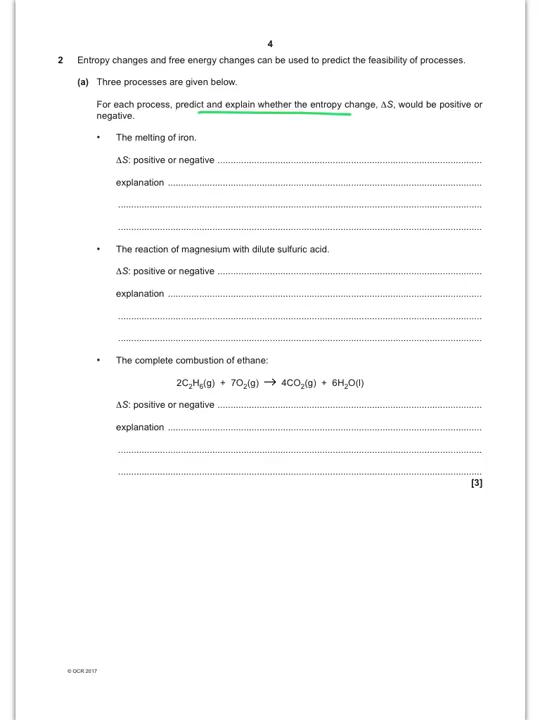 4
2 Entropy changes and free energy changes can be used to predict the feasibility of processes.
(a) Three processes are given below.
For each process, predict and explain whether the entropy change, ΔS, would be positive or
negative.
• The melting of iron.
ΔS: positive or negative ....................................................................................................
explanation ........................................................................................................................
...........................................................................................................................................
...........................................................................................................................................
• The reaction of magnesium with dilute sulfuric acid.
ΔS: positive or negative ....................................................................................................
explanation ........................................................................................................................
...........................................................................................................................................
...........................................................................................................................................
• The complete combustion of ethane:
2C₂H₆(g) + 7O₂(g) → 4CO₂(g) + 6H₂O(l)
ΔS: positive or negative ....................................................................................................
explanation ........................................................................................................................
...........................................................................................................................................
...........................................................................................................................................
[3]
© OCR 2017